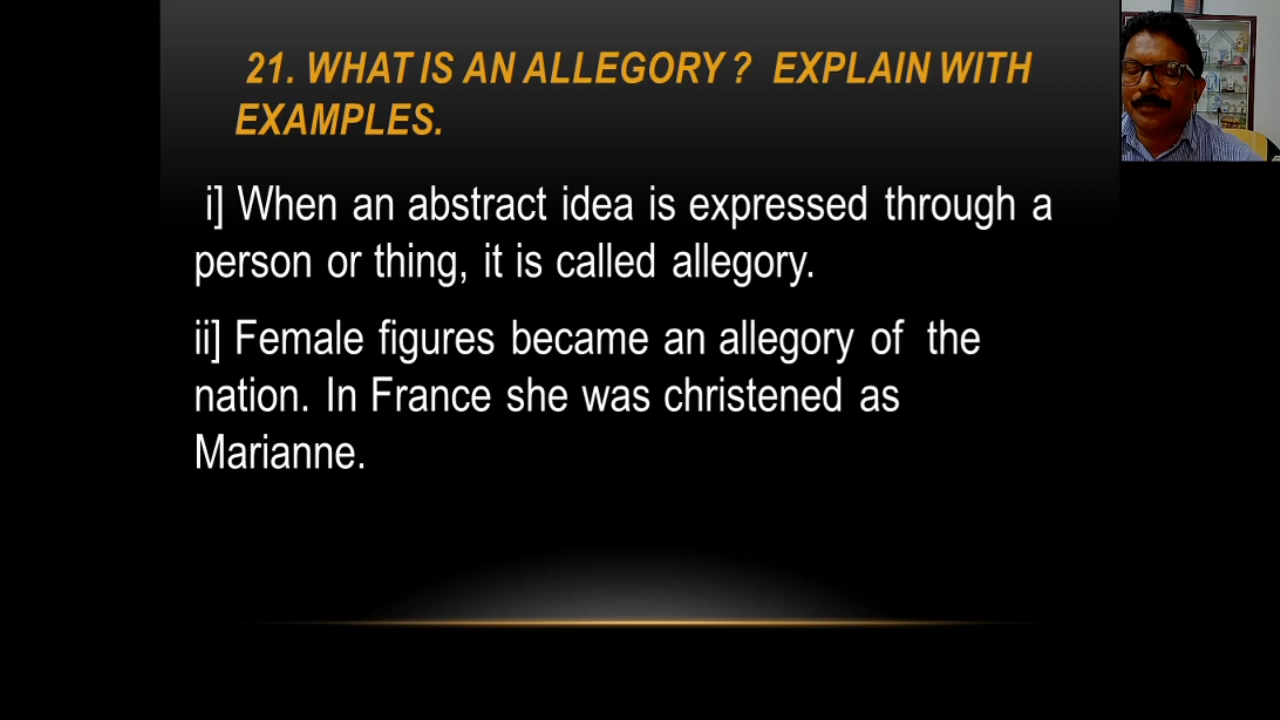 21. WHAT IS AN ALLEGORY ? EXPLAIN WITH
EXAMPLES.
i] When an abstract idea is expressed through a
person or thing, it is called allegory.
ii] Female figures became an allegory of the
nation. In France she was christened as
Marianne.